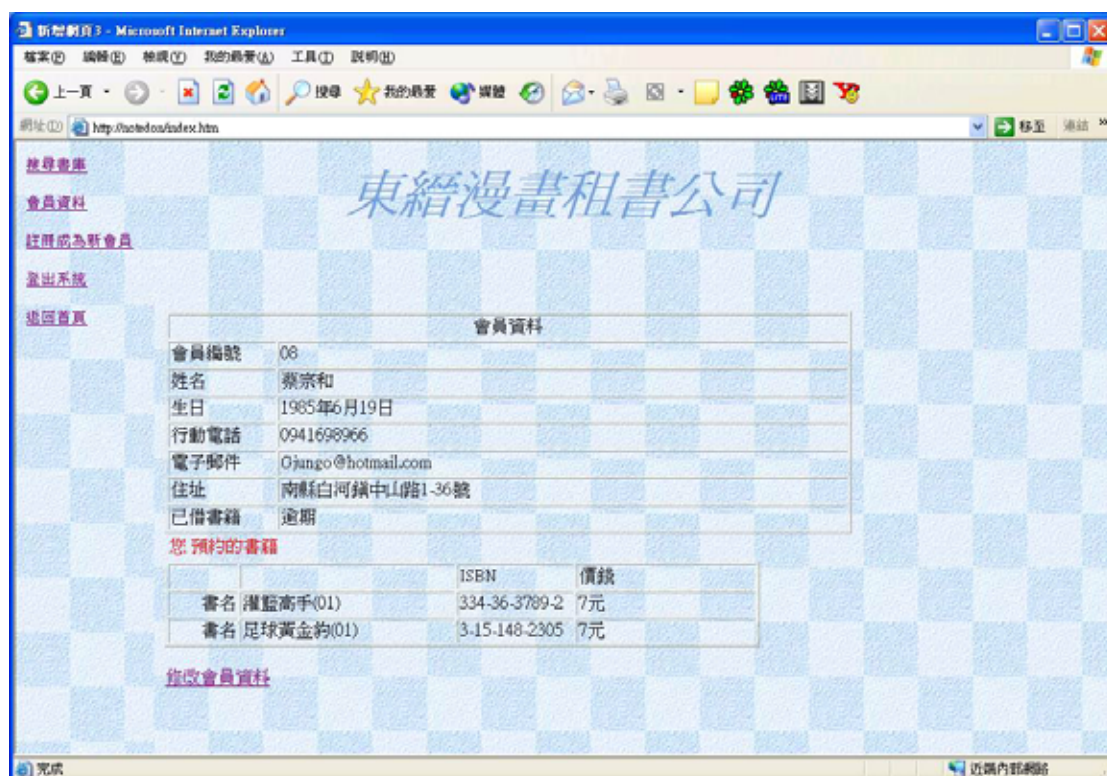 新增網頁3 - Microsoft Internet Explorer
檔案(F) 編輯(E) 檢視(V) 我的最愛(A) 工具(T) 說明(H)
上一頁 搜尋 我的最愛 媒體
網址(D) http://notedon/index.htm 移至 連結 »
搜尋書庫
會員資料
註冊成為新會員
登出系統
返回首頁
東縉漫畫租書公司
會員資料
會員編號 08
姓名 蔡宗和
生日 1985年6月19日
行動電話 0941698966
電子郵件 Gjungo@hotmail.com
住址 南縣白河鎮中山路1-36號
已借書籍 逾期
您 預約的書籍
ISBN 價錢
書名 灌籃高手(01) 334-36-3789-2 7元
書名 足球黃金鉤(01) 3-15-148-2305 7元
修改會員資料
完成 近端內部網路